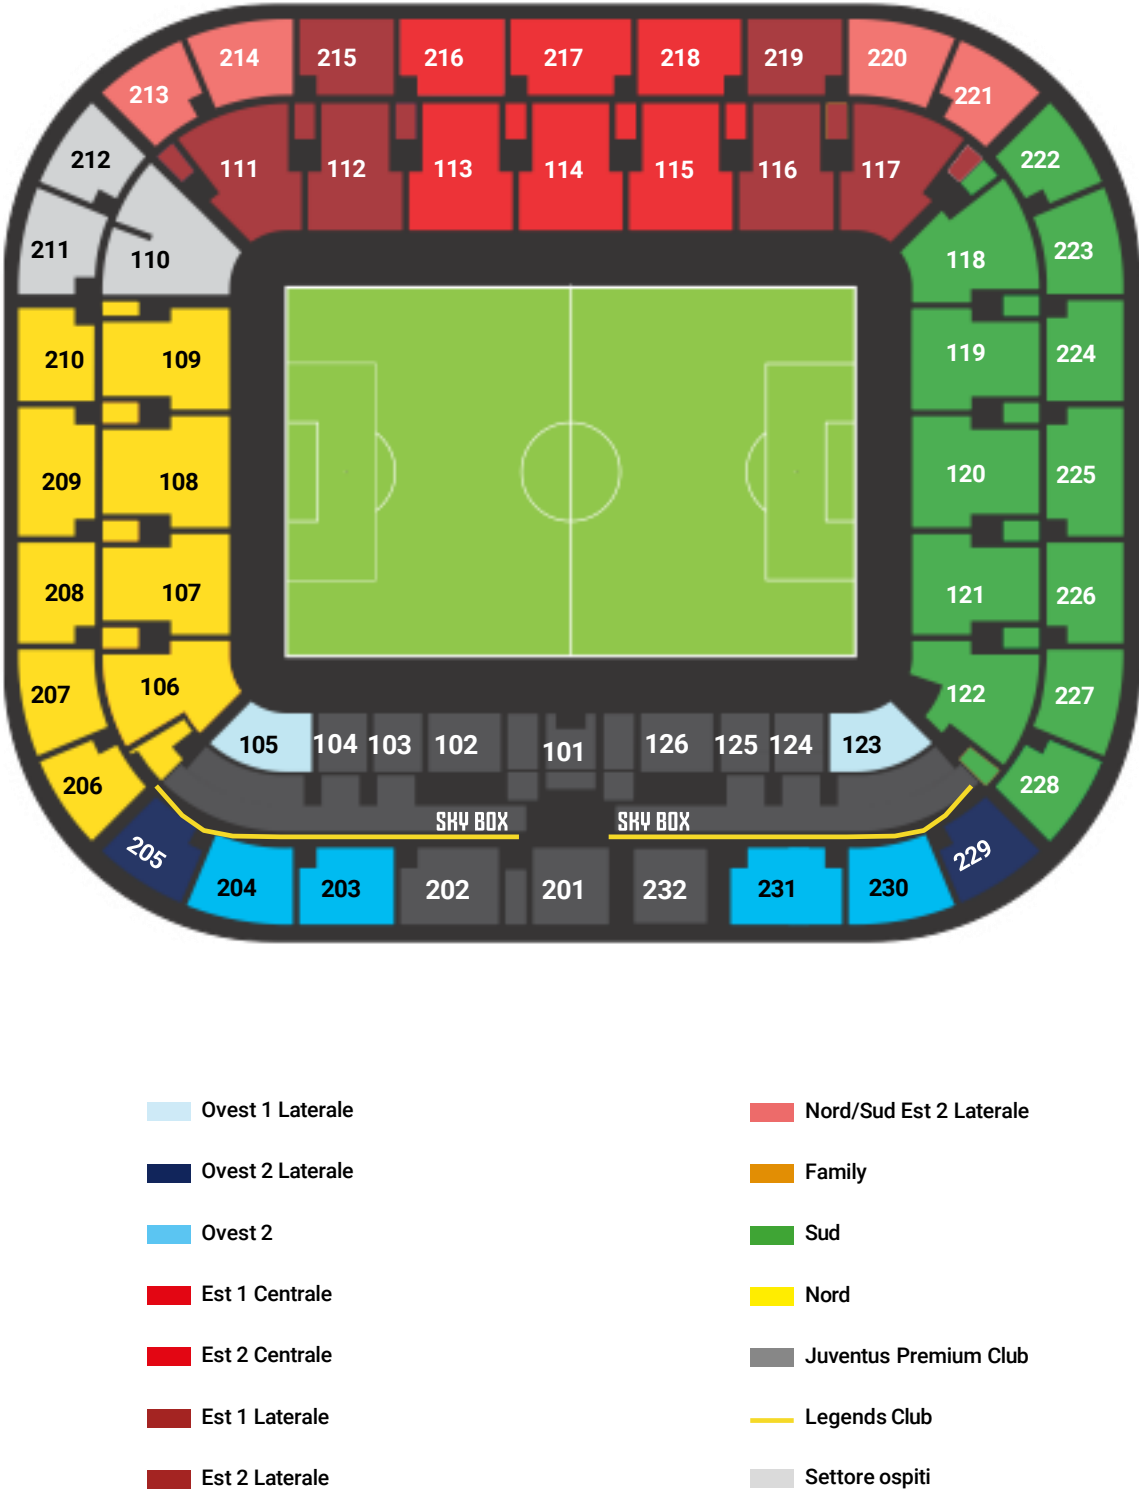 214 215 216 217 218 219 220
213 221
212 111 112 113 114 115 116 117 222
211 110 118 223
210 109 119 224
209 108 120 225
208 107 121 226
207 106 122 227
105 104 103 102 101 126 125 124 123
206 228
SKY BOX SKY BOX
205 229
204 203 202 201 232 231 230
Ovest 1 Laterale
Ovest 2 Laterale
Ovest 2
Est 1 Centrale
Est 2 Centrale
Est 1 Laterale
Est 2 Laterale
Nord/Sud Est 2 Laterale
Family
Sud
Nord
Juventus Premium Club
Legends Club
Settore ospiti